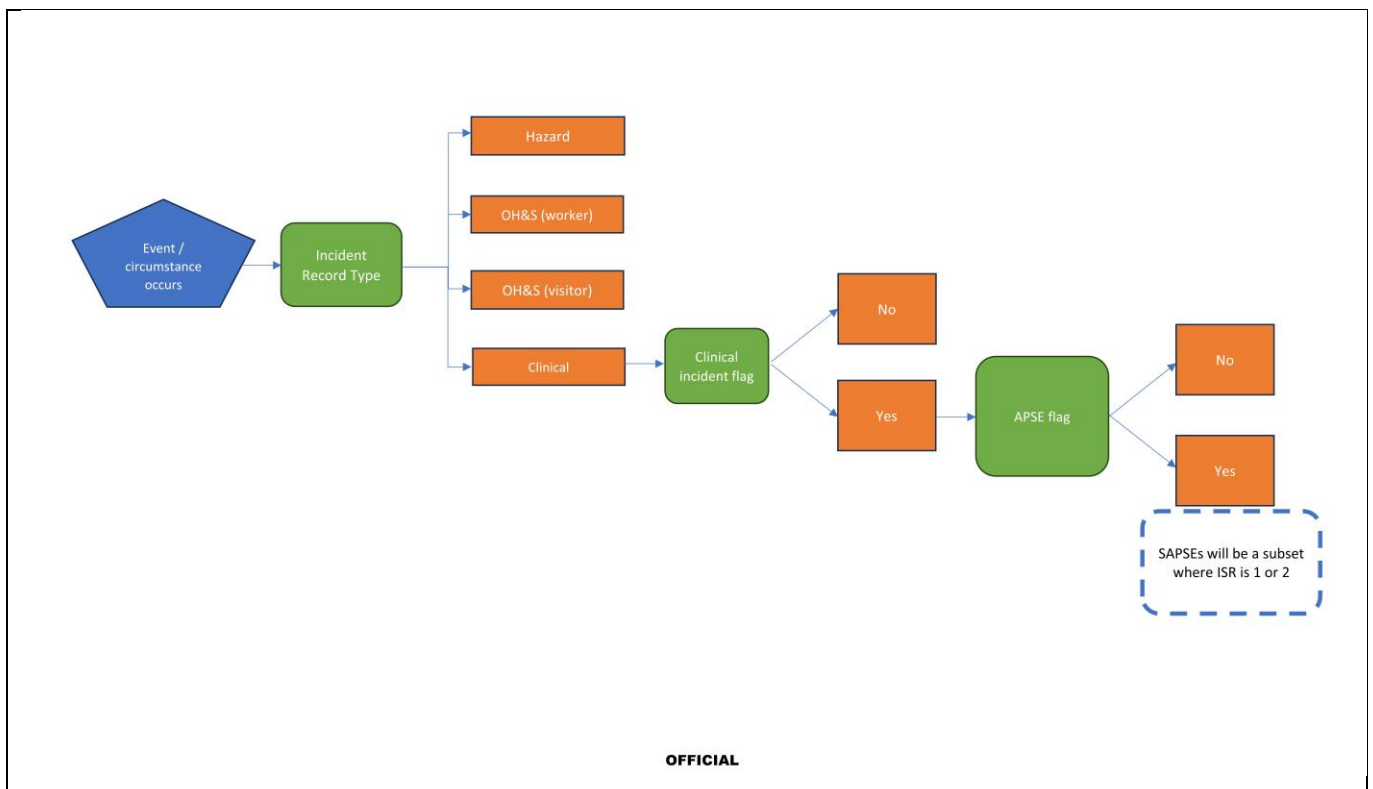 Hazard
OH&S (worker)
Event /
circumstance
occurs
Incident
Record Type
OH&S (visitor)
Clinical
Clinical
incident flag
No
Yes
APSE flag
No
Yes
SAPSEs will be a subset
where ISR is 1 or 2
OFFICIAL